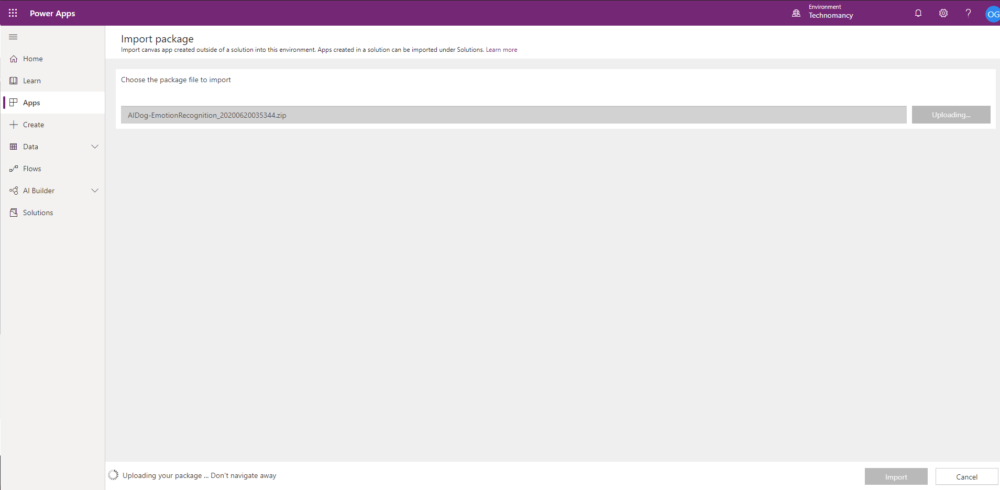 Power Apps
Environment
Technomancy
?
OG
Home
Learn
Apps
Create
Data
Flows
AI Builder
Solutions
Import package
Import canvas app created outside of a solution into this environment. Apps created in a solution can be imported under Solutions. Learn more
Choose the package file to import
AIDog-EmotionRecognition_20200620035344.zip
Uploading...
Uploading your package ... Don't navigate away
Import
Cancel